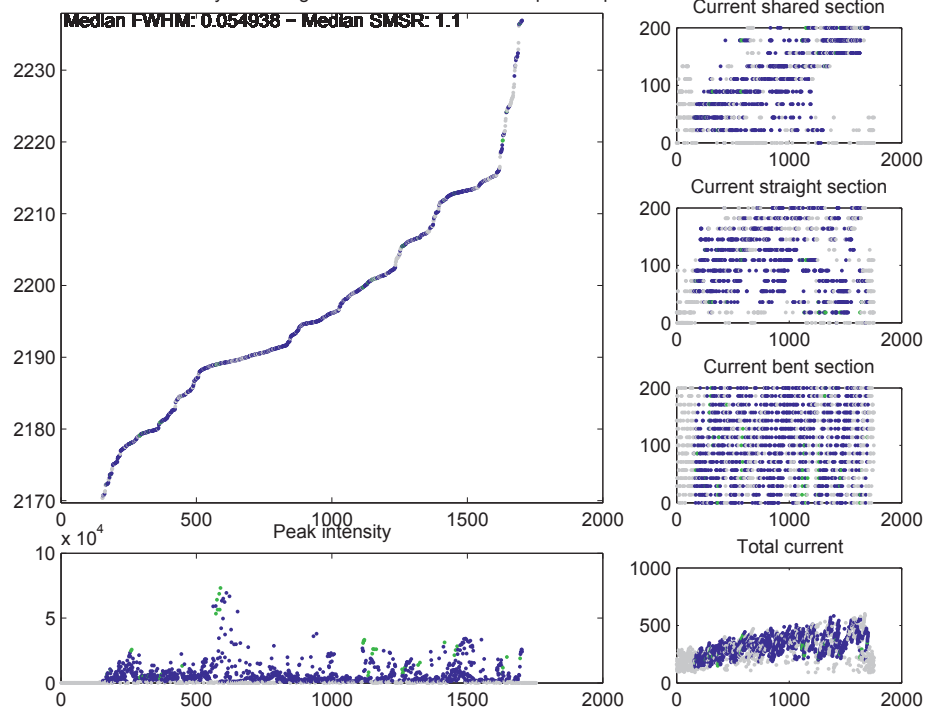 Median FWHM: 0.054938 − Median SMSR: 1.1
2230
2220
2210
2200
2190
2180
2170
0 500 1000 1500 2000
Current shared section
200
100
0
0 1000 2000
Current straight section
200
100
0
0 1000 2000
Current bent section
200
100
0
0 1000 2000
Peak intensity
x 10^4
10
5
0
0 500 1000 1500 2000
Total current
1000
500
0
0 1000 2000